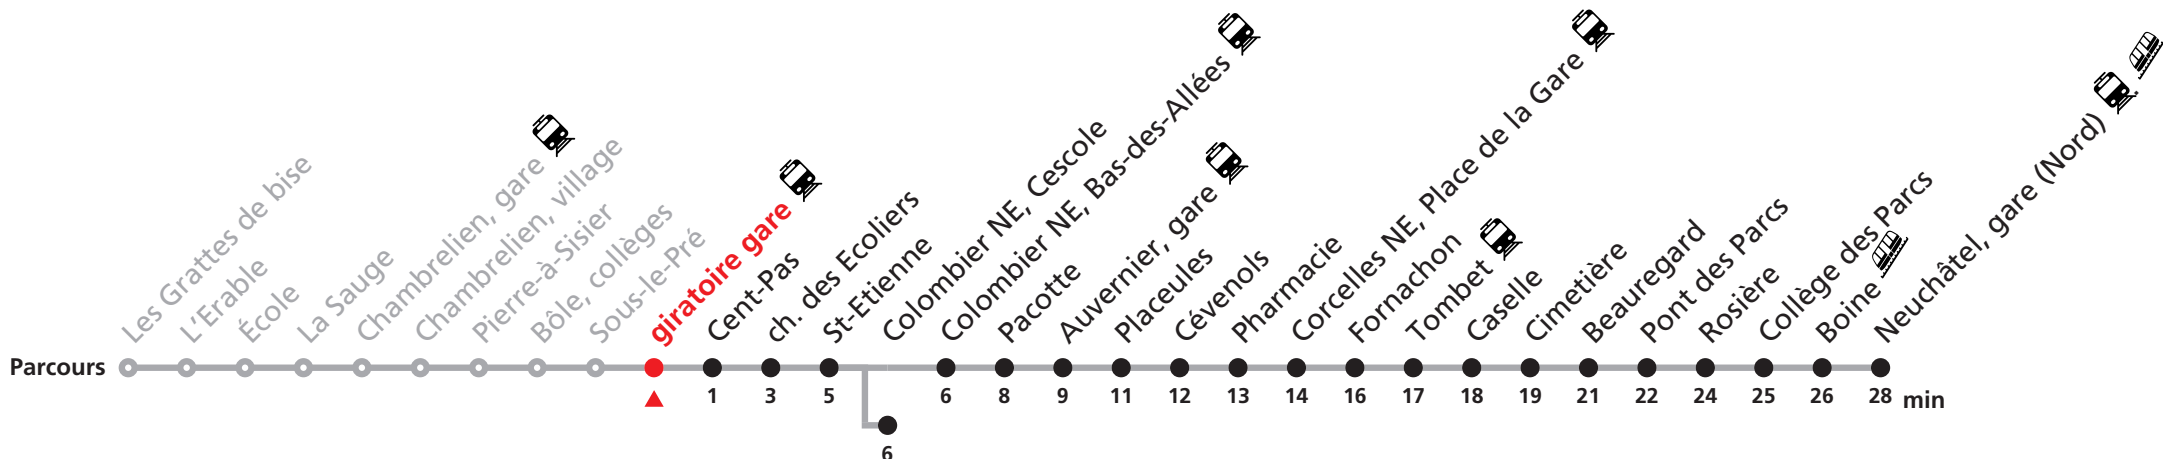 Les Grattes de bise
L'Erable
École
La Sauge
Chambrelien, gare
Chambrelien, village
Pierre-à-Sisier
Bôle, collèges
Sous-le-Pré
giratoire gare
Cent-Pas
ch. des Ecoliers
St-Etienne
Colombier NE, Cescole
Colombier NE, Bas-des-Allées
Pacotte
Auvernier, gare
Placeules
Cévenols
Pharmacie
Corcelles NE, Place de la Gare
Fornachon
Tombet
Caselle
Cimetière
Beauregard
Pont des Parcs
Rosière
Collège des Parcs
Boine
Neuchâtel, gare (Nord)
Parcours
1 3 5 6 8 9 11 12 13 14 16 17 18 19 21 22 24 25 26 28 min
6